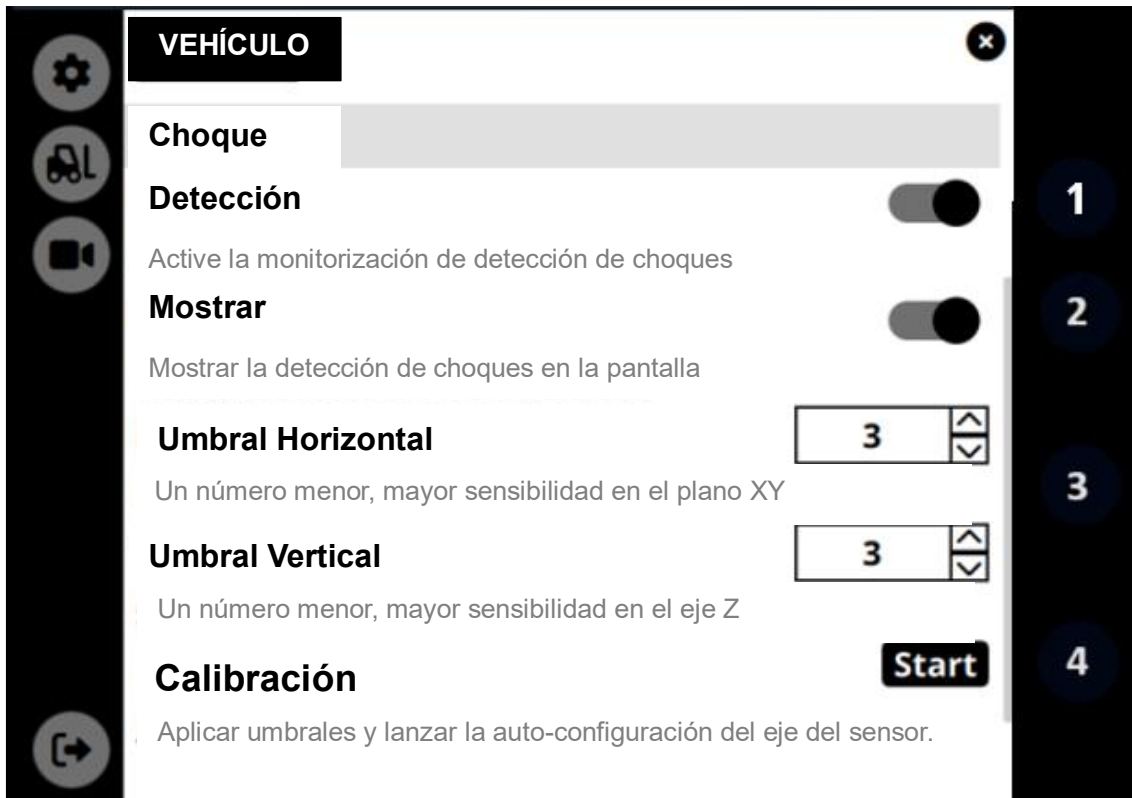 VEHÍCULO
Choque
Detección
1
Active la monitorización de detección de choques
Mostrar
2
Mostrar la detección de choques en la pantalla
Umbral Horizontal
3
3
Un número menor, mayor sensibilidad en el plano XY
Umbral Vertical
3
Un número menor, mayor sensibilidad en el eje Z
Calibración
Start
4
Aplicar umbrales y lanzar la auto-configuración del eje del sensor.